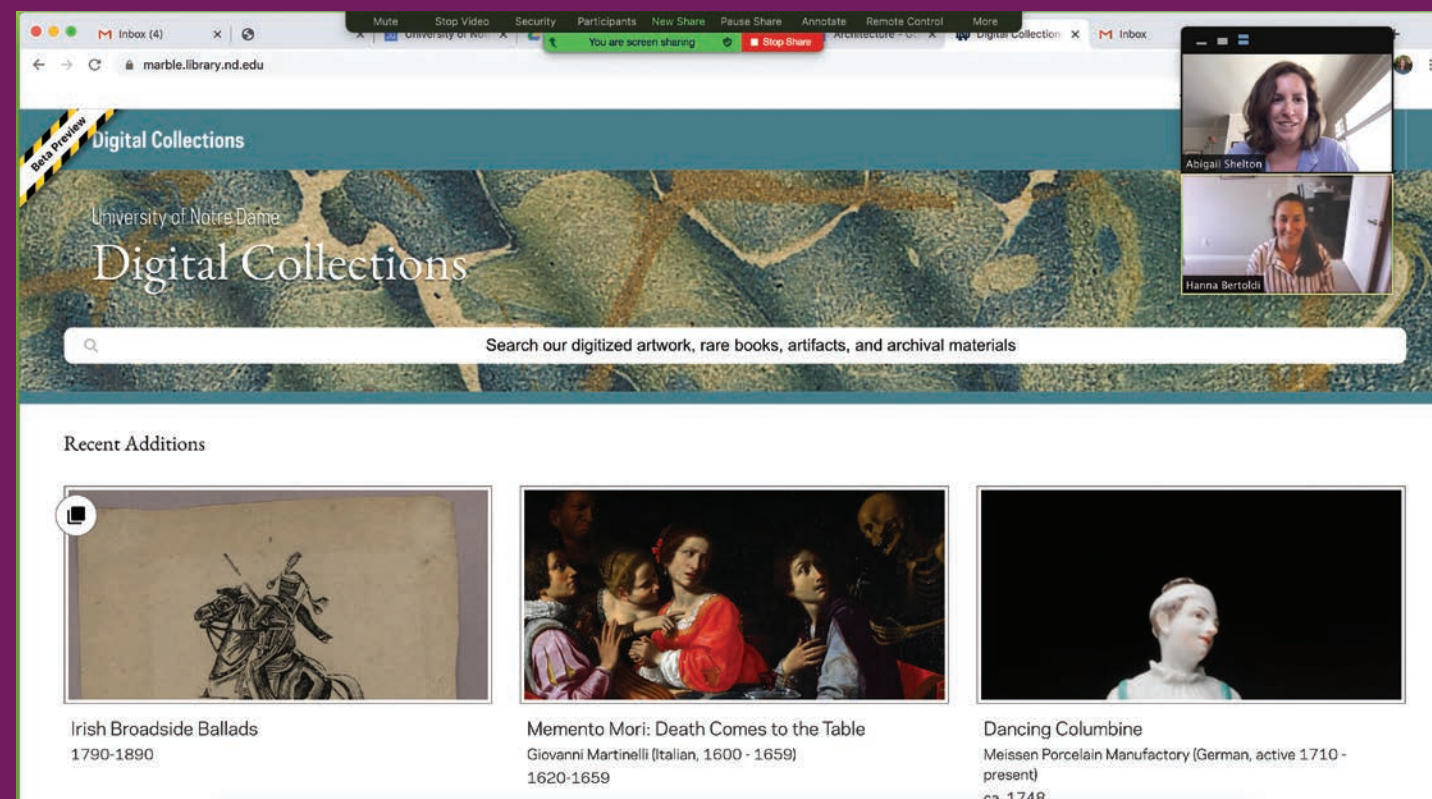 Mute Stop Video Security Participants New Share Pause Share Annotate Remote Control More
Inbox (4) University of Digital Collection Inbox
You are screen sharing Stop Share
marble.library.nd.edu
Beta Preview
Digital Collections
University of Notre Dame
Digital Collections
Abigail Shelton
Hanna Bertoldi
Search our digitized artwork, rare books, artifacts, and archival materials
Recent Additions
Irish Broadside Ballads
1790-1890
Memento Mori: Death Comes to the Table
Giovanni Martinelli (Italian, 1600 - 1659)
1620-1659
Dancing Columbine
Meissen Porcelain Manufactory (German, active 1710 -
present)
ca. 1748